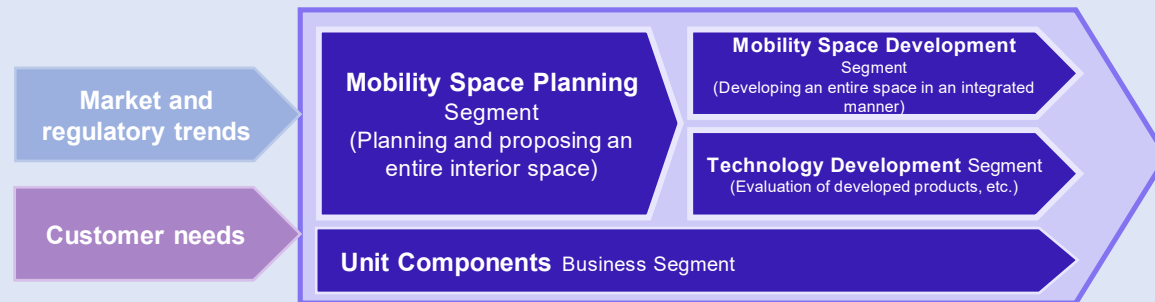 Market and
regulatory trends
Customer needs
Mobility Space Planning
Segment
(Planning and proposing an
entire interior space)
Mobility Space Development
Segment
(Developing an entire space in an integrated
manner)
Technology Development Segment
(Evaluation of developed products, etc.)
Unit Components Business Segment